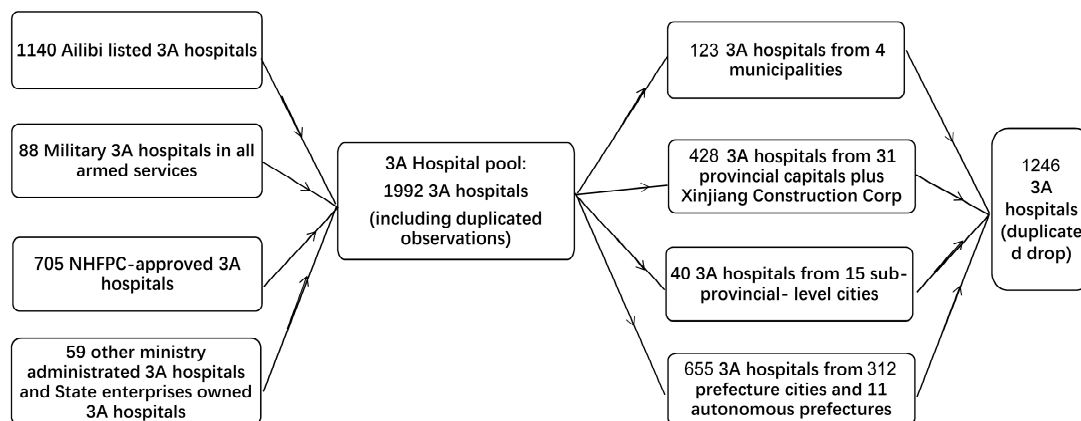 1140 Ailibi listed 3A hospitals
88 Military 3A hospitals in all
armed services
705 NHFPC-approved 3A
hospitals
59 other ministry
administrated 3A hospitals
and State enterprises owned
3A hospitals
3A Hospital pool:
1992 3A hospitals
(including duplicated
observations)
123 3A hospitals from 4
municipalities
428 3A hospitals from 31
provincial capitals plus
Xinjiang Construction Corp
40 3A hospitals from 15 sub-
provincial- level cities
655 3A hospitals from 312
prefecture cities and 11
autonomous prefectures
1246
3A
hospitals
(duplicate
d drop)